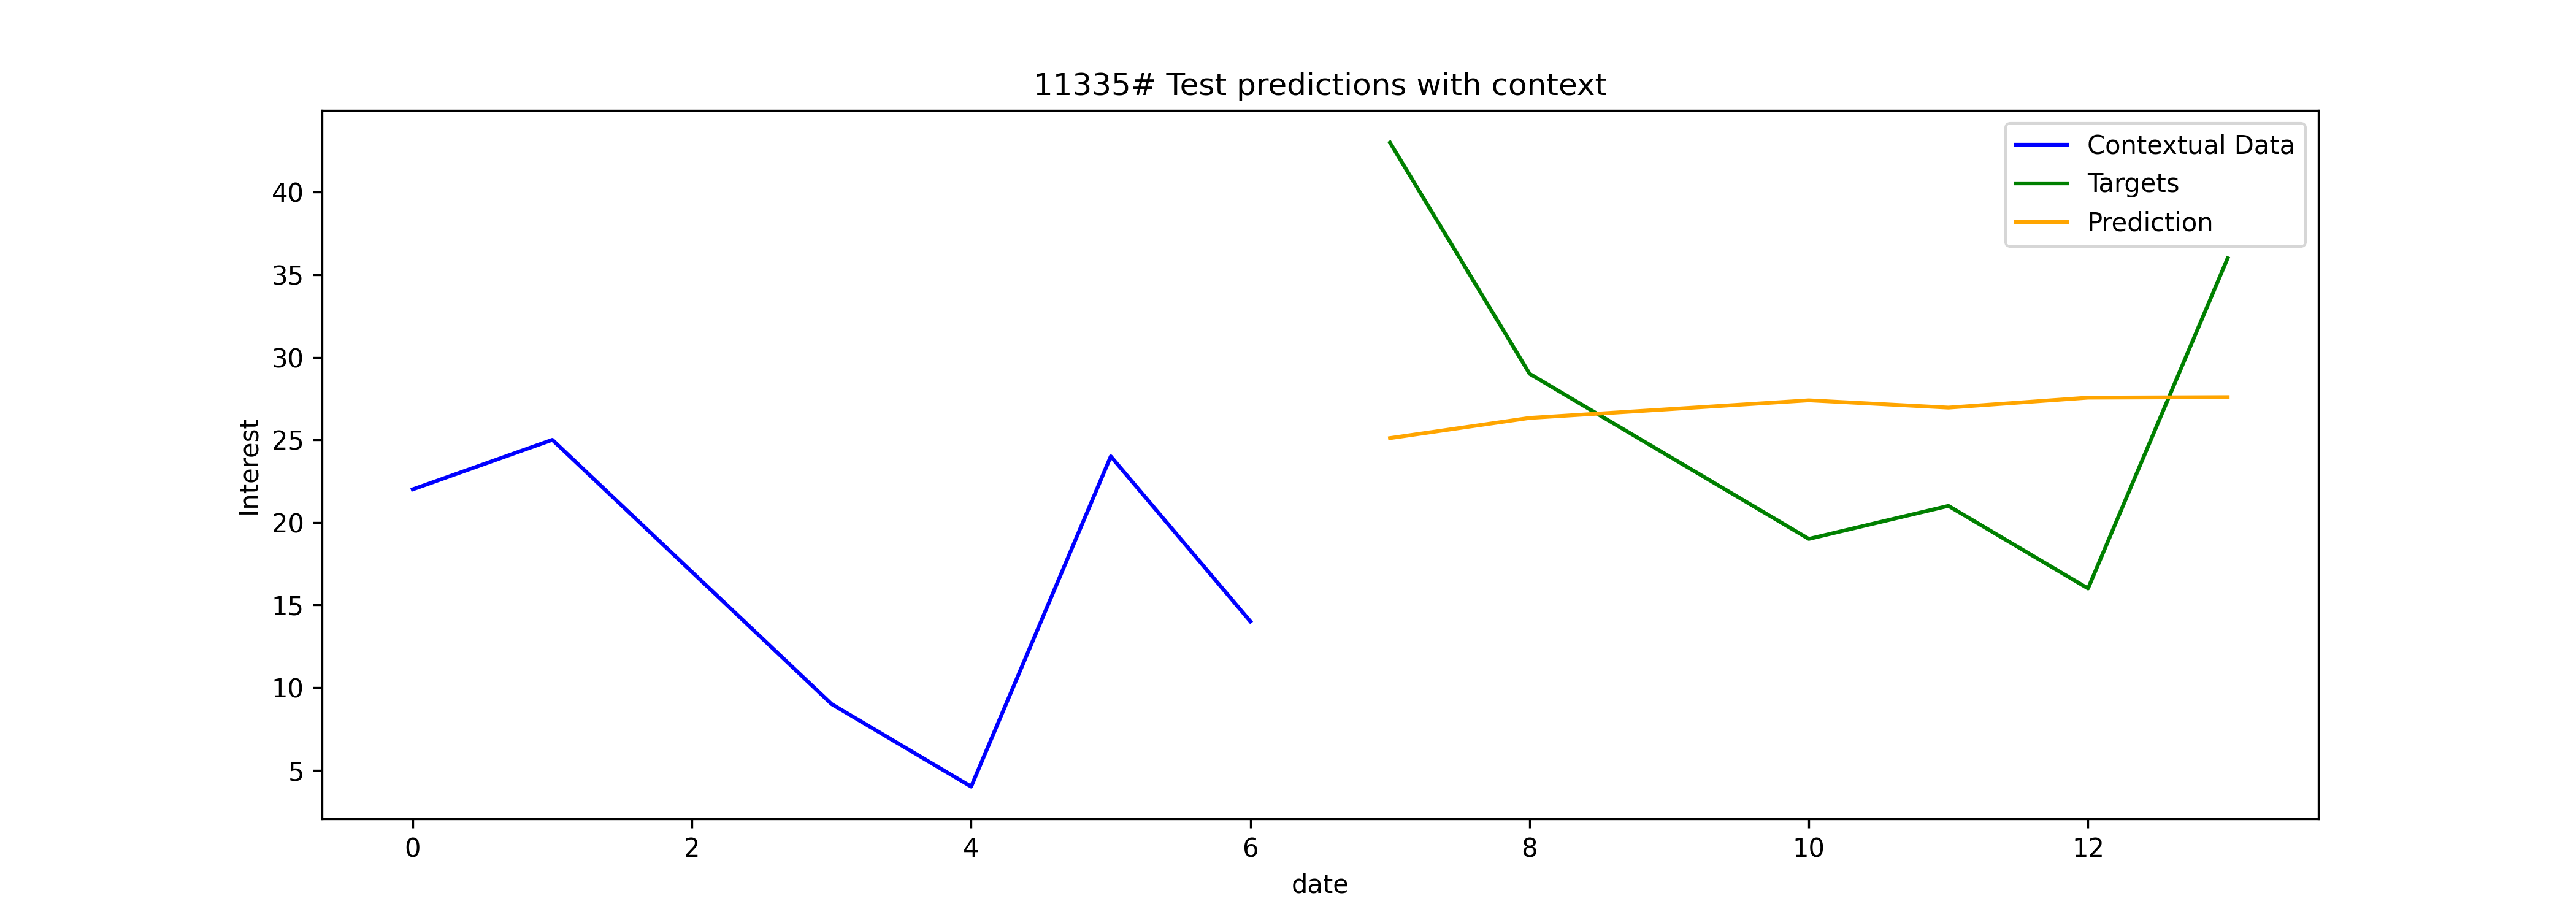 11335# Test predictions with context
Contextual Data
Targets
Prediction
Interest
40
35
30
25
20
15
10
5
0 2 4 6 8 10 12
date